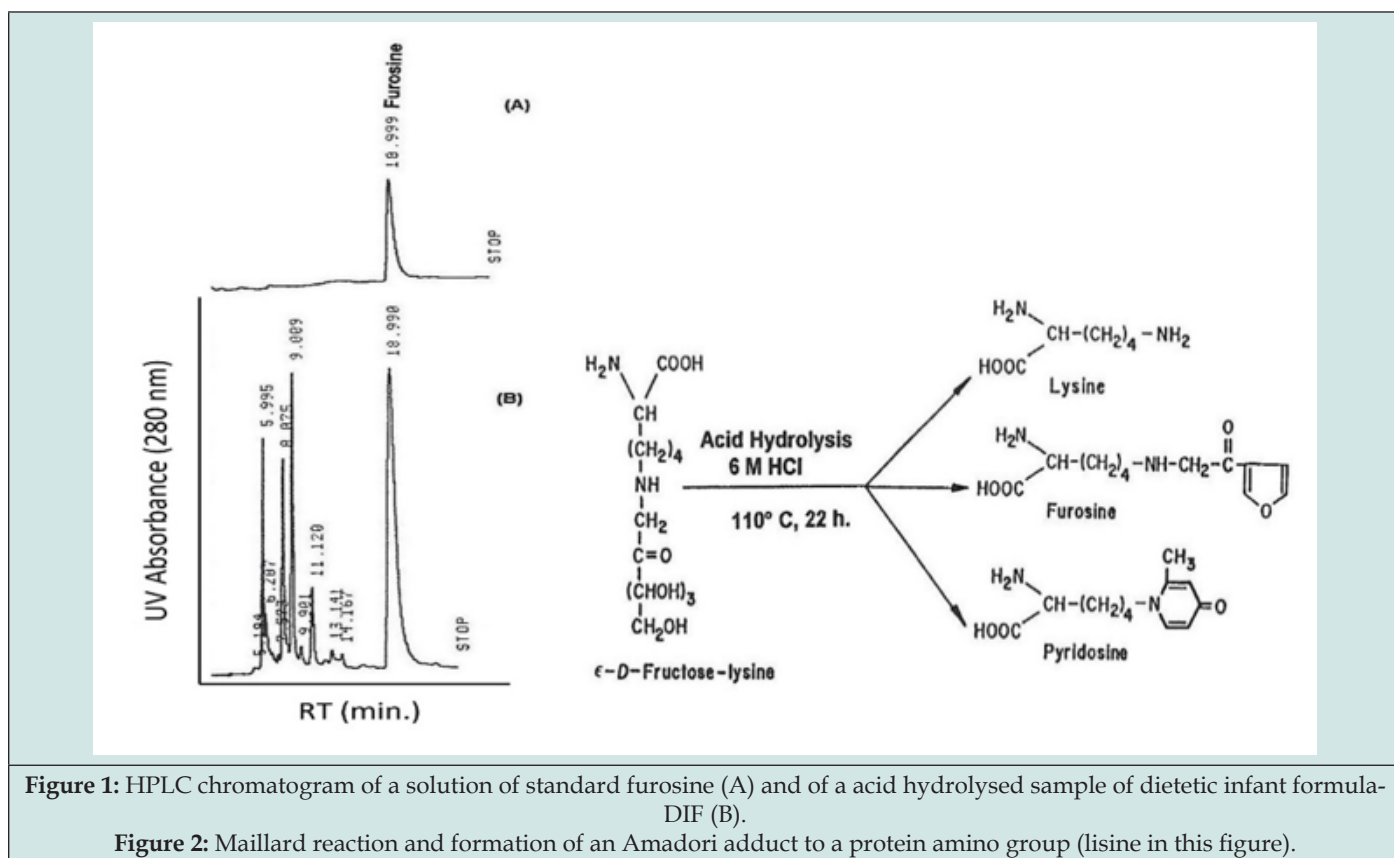 18.999 Furosine
(A)
STOP
UV Absorbance (280 nm)
5.184
5.995
6.287
8.075
9.009
9.901
11.120
13.141
14.167
18.990
(B)
STOP
RT (min.)
H₂N
COOH
CH
(CH₂)₄
NH
CH₂
C=O
(CHOH)₃
CH₂OH
ϵ-D-Fructose-lysine
Acid Hydrolysis
6 M HCl
110° C, 22 h.
H₂N
CH-(CH₂)₄-NH₂
HOOC
Lysine
H₂N
O
CH-(CH₂)₄-NH-CH₂-C
HOOC
O
Furosine
H₂N
CH₃
CH-(CH₂)₄-N
O
HOOC
Pyridosine
Figure 1: HPLC chromatogram of a solution of standard furosine (A) and of a acid hydrolysed sample of dietetic infant formula-
DIF (B).
Figure 2: Maillard reaction and formation of an Amadori adduct to a protein amino group (lisine in this figure).